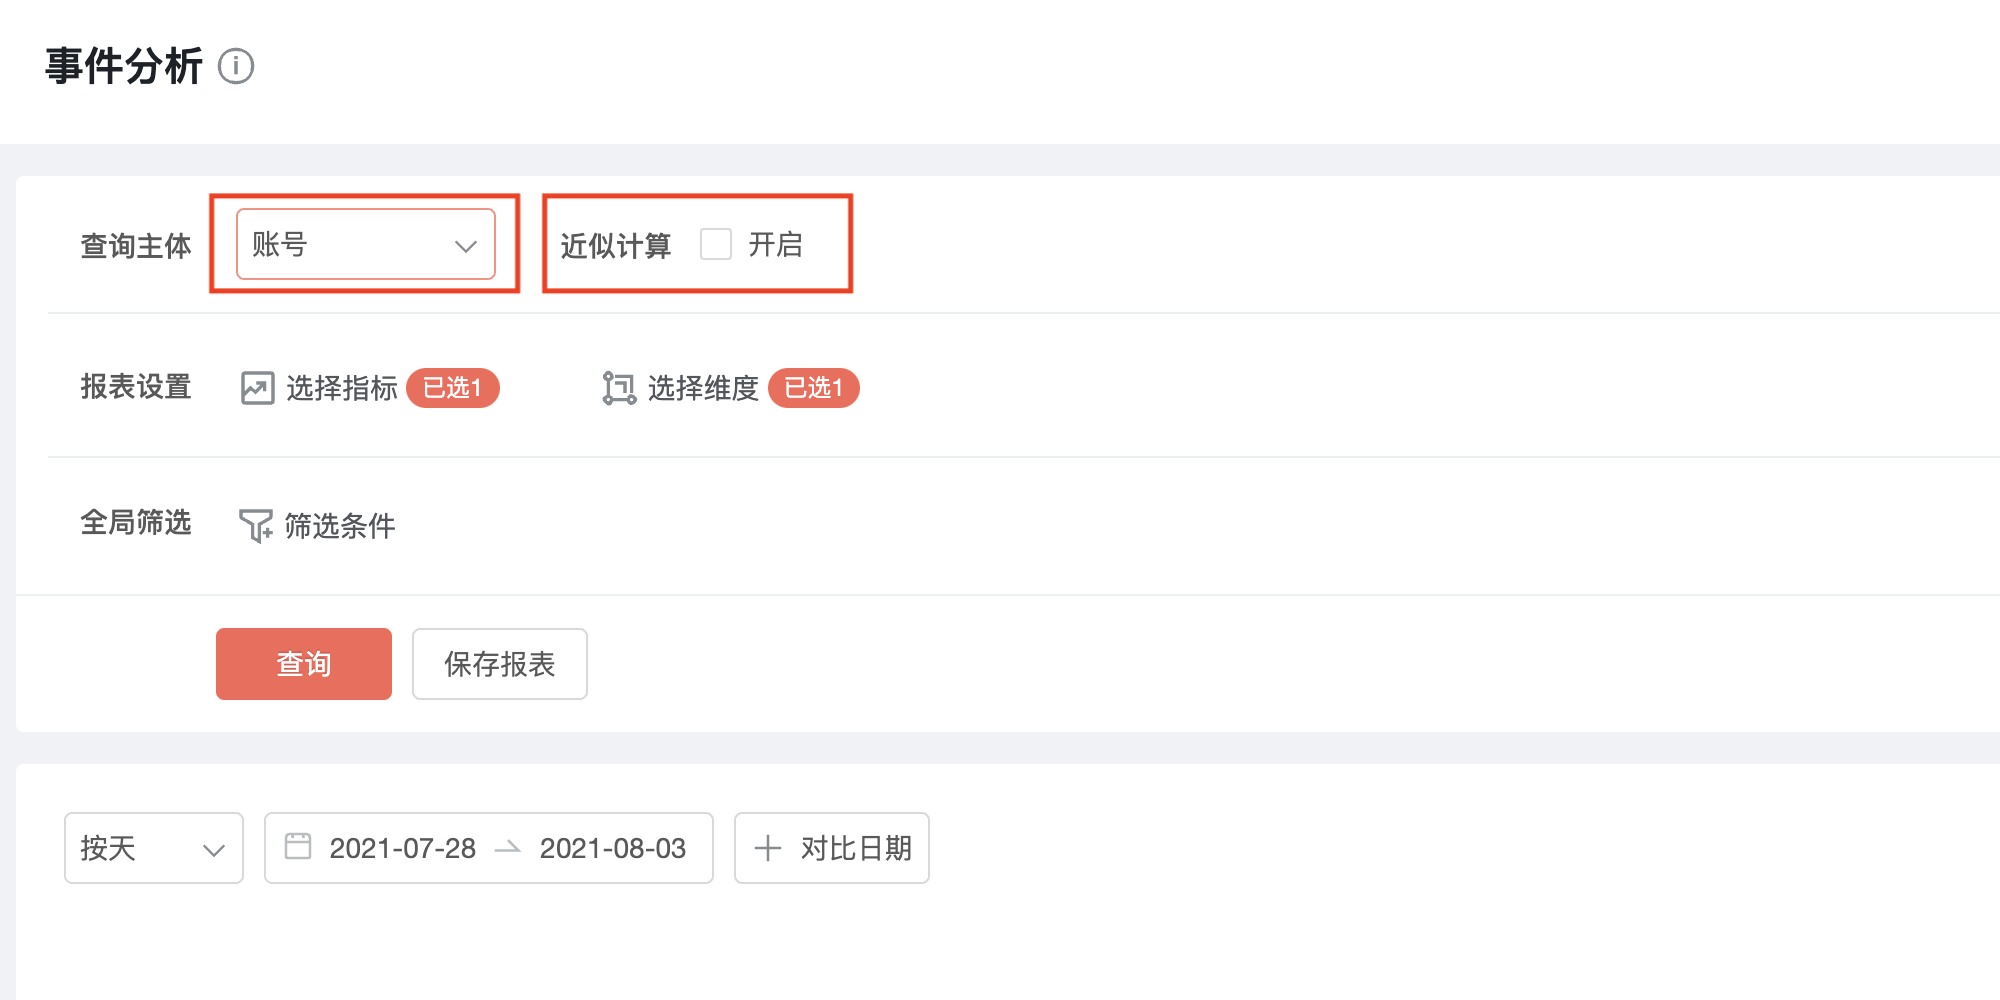 事件分析
查询主体 账号 近似计算 开启
报表设置 选择指标 已选1 选择维度 已选1
全局筛选 筛选条件
查询 保存报表
按天 2021-07-28 2021-08-03 对比日期